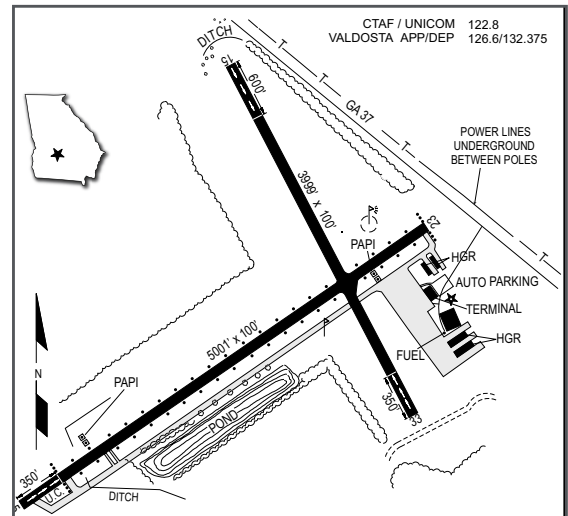 CTAF / UNICOM 122.8
VALDOSTA APP/DEP 126.6/132.375
DITCH
T
GA 37
T
T
T
15
600'
POWER LINES
UNDERGROUND
BETWEEN POLES
3999' x 100'
23
PAPI
HGR
AUTO PARKING
TERMINAL
HGR
FUEL
5001' x 100'
N
PAPI
POND
350'
33
350'
U.C.
DITCH